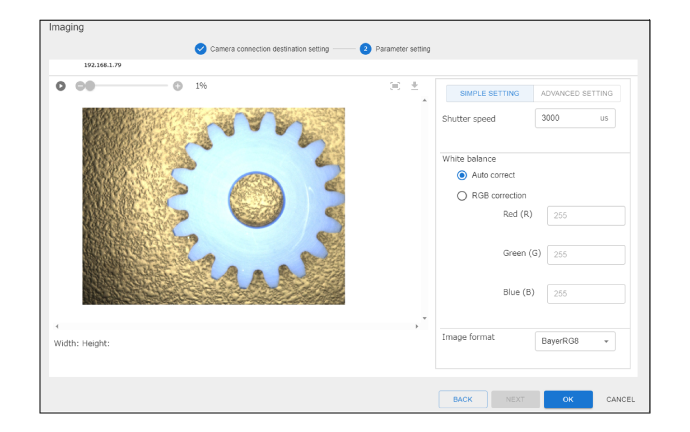 Imaging
Camera connection destination setting
2 Parameter setting
192.168.1.79
1%
SIMPLE SETTING ADVANCED SETTING
Shutter speed 3000 us
White balance
Auto correct
RGB correction
Red (R) 255
Green (G) 255
Blue (B) 255
Image format BayerRG8
Width: Height:
BACK NEXT OK CANCEL